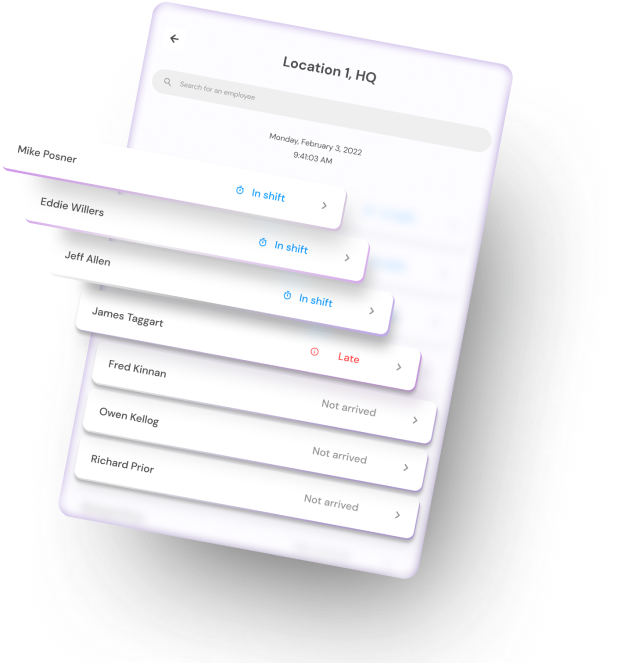 Location 1, HQ
Search for an employee
Monday, February 3, 2022
9:41:03 AM
Mike Posner
In shift
Eddie Willers
In shift
Jeff Allen
In shift
James Taggart
Late
Fred Kinnan
Not arrived
Owen Kellog
Not arrived
Richard Prior
Not arrived